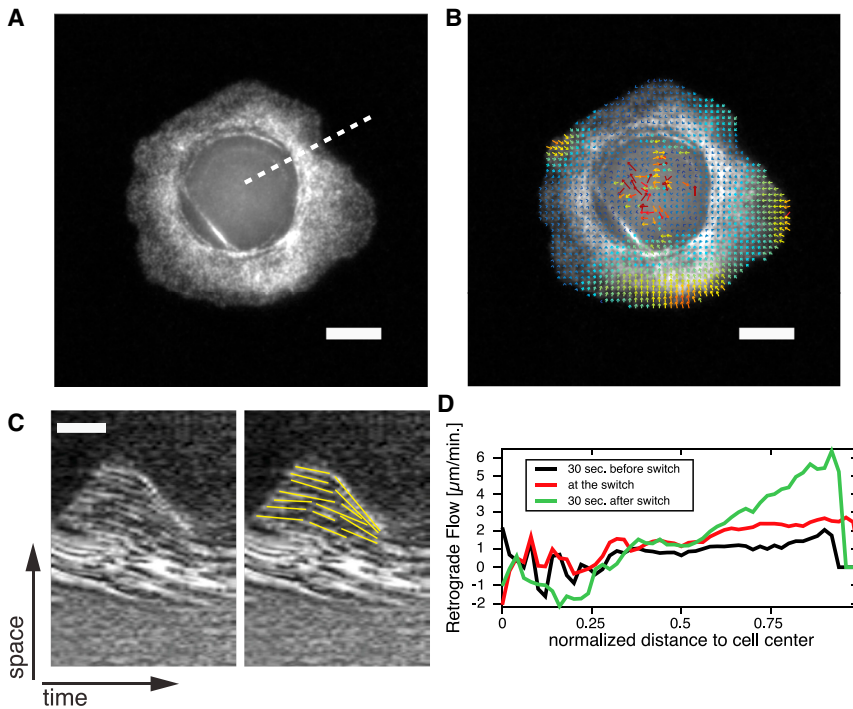 A
B
C
space
time
D
Retrograde Flow [µm/min.]
6
5
4
3
2
1
0
-1
-2
30 sec. before switch
at the switch
30 sec. after switch
0
0.25
0.5
0.75
normalized distance to cell center